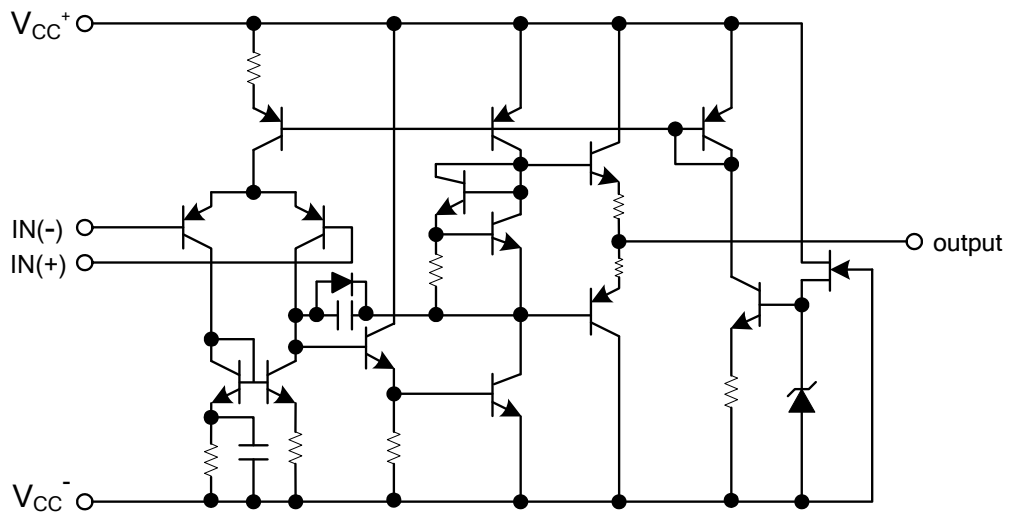 VCC+
IN(-)
IN(+)
output
VCC-